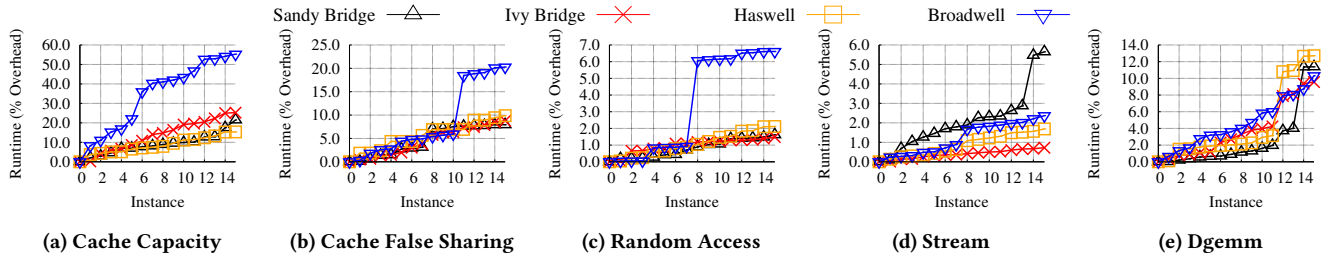 Sandy Bridge Ivy Bridge Haswell Broadwell
Runtime (% Overhead)
60.0
50.0
40.0
30.0
20.0
10.0
0.0
0 2 4 6 8 10 12 14
Instance
(a) Cache Capacity
Runtime (% Overhead)
25.0
20.0
15.0
10.0
5.0
0.0
0 2 4 6 8 10 12 14
Instance
(b) Cache False Sharing
Runtime (% Overhead)
7.0
6.0
5.0
4.0
3.0
2.0
1.0
0.0
0 2 4 6 8 10 12 14
Instance
(c) Random Access
Runtime (% Overhead)
6.0
5.0
4.0
3.0
2.0
1.0
0.0
0 2 4 6 8 10 12 14
Instance
(d) Stream
Runtime (% Overhead)
14.0
12.0
10.0
8.0
6.0
4.0
2.0
0.0
0 2 4 6 8 10 12 14
Instance
(e) Dgemm